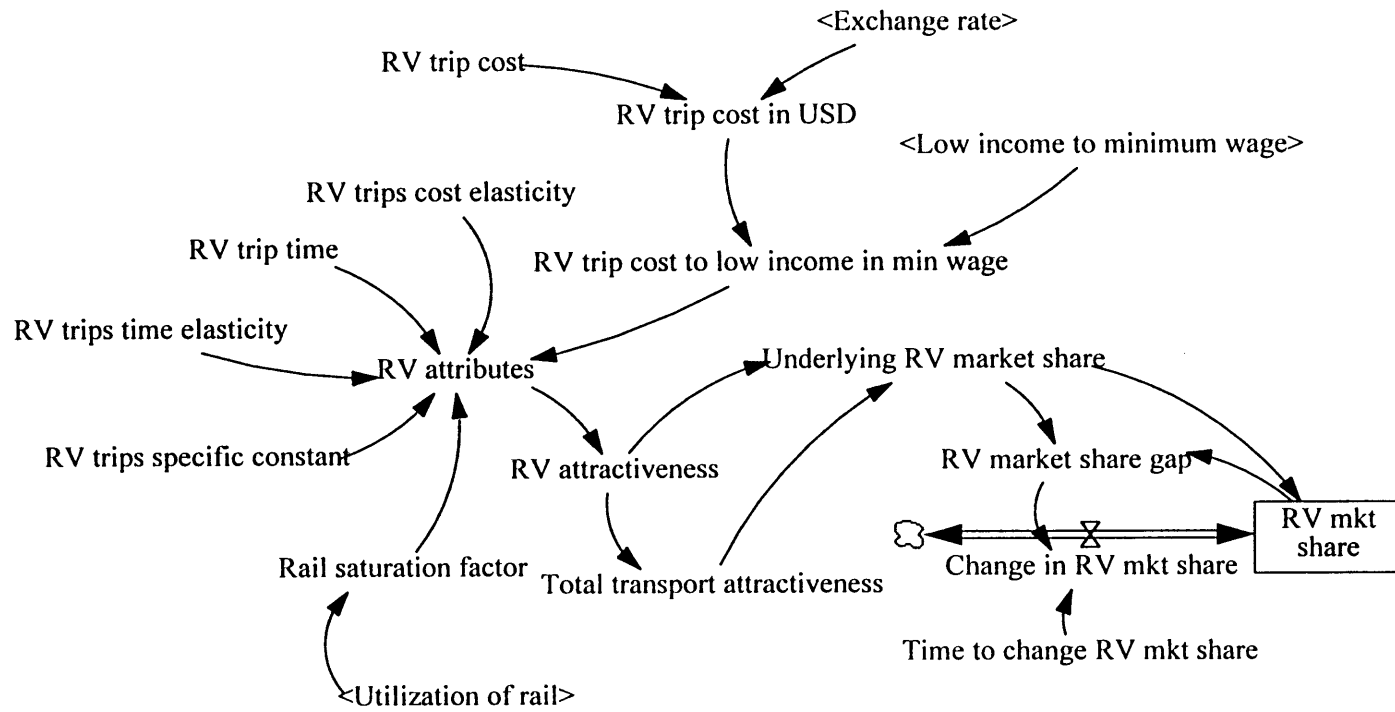 <Exchange rate>
RV trip cost
RV trip cost in USD
<Low income to minimum wage>
RV trips cost elasticity
RV trip time
RV trip cost to low income in min wage
RV trips time elasticity
RV attributes
Underlying RV market share
RV trips specific constant
RV attractiveness
RV market share gap
RV mkt
share
Rail saturation factor
Total transport attractiveness
Change in RV mkt share
Time to change RV mkt share
<Utilization of rail>